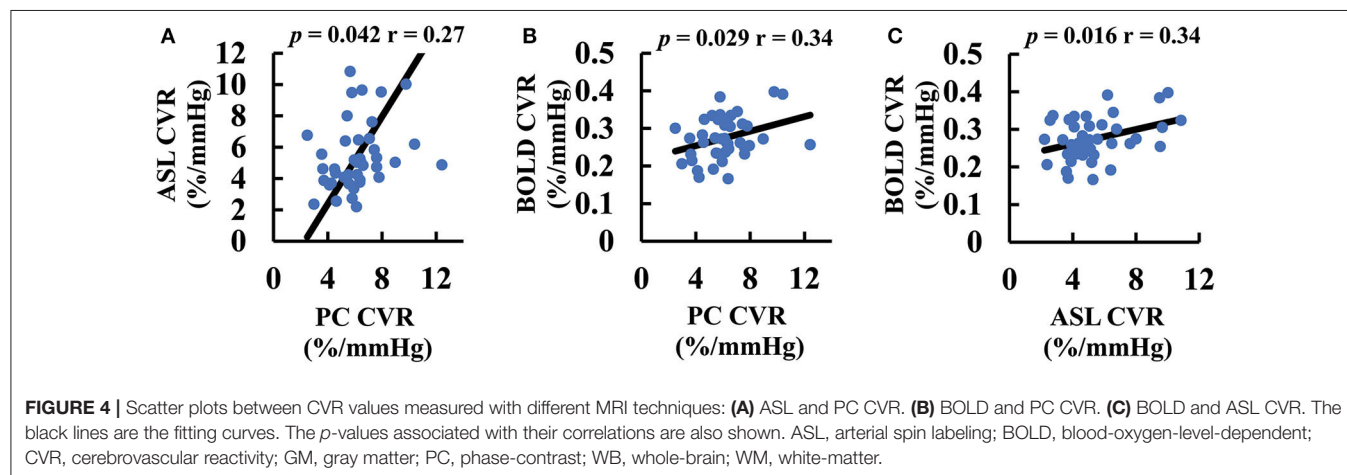 A
p = 0.042 r = 0.27
12
10
8
6
4
2
0
ASL CVR
(%/mmHg)
0 4 8 12
PC CVR
(%/mmHg)
B
p = 0.029 r = 0.34
0.5
0.4
0.3
0.2
0.1
0
BOLD CVR
(%/mmHg)
0 4 8 12
PC CVR
(%/mmHg)
C
p = 0.016 r = 0.34
0.5
0.4
0.3
0.2
0.1
0
BOLD CVR
(%/mmHg)
0 4 8 12
ASL CVR
(%/mmHg)
FIGURE 4 | Scatter plots between CVR values measured with different MRI techniques: (A) ASL and PC CVR. (B) BOLD and PC CVR. (C) BOLD and ASL CVR. The
black lines are the fitting curves. The p-values associated with their correlations are also shown. ASL, arterial spin labeling; BOLD, blood-oxygen-level-dependent;
CVR, cerebrovascular reactivity; GM, gray matter; PC, phase-contrast; WB, whole-brain; WM, white-matter.